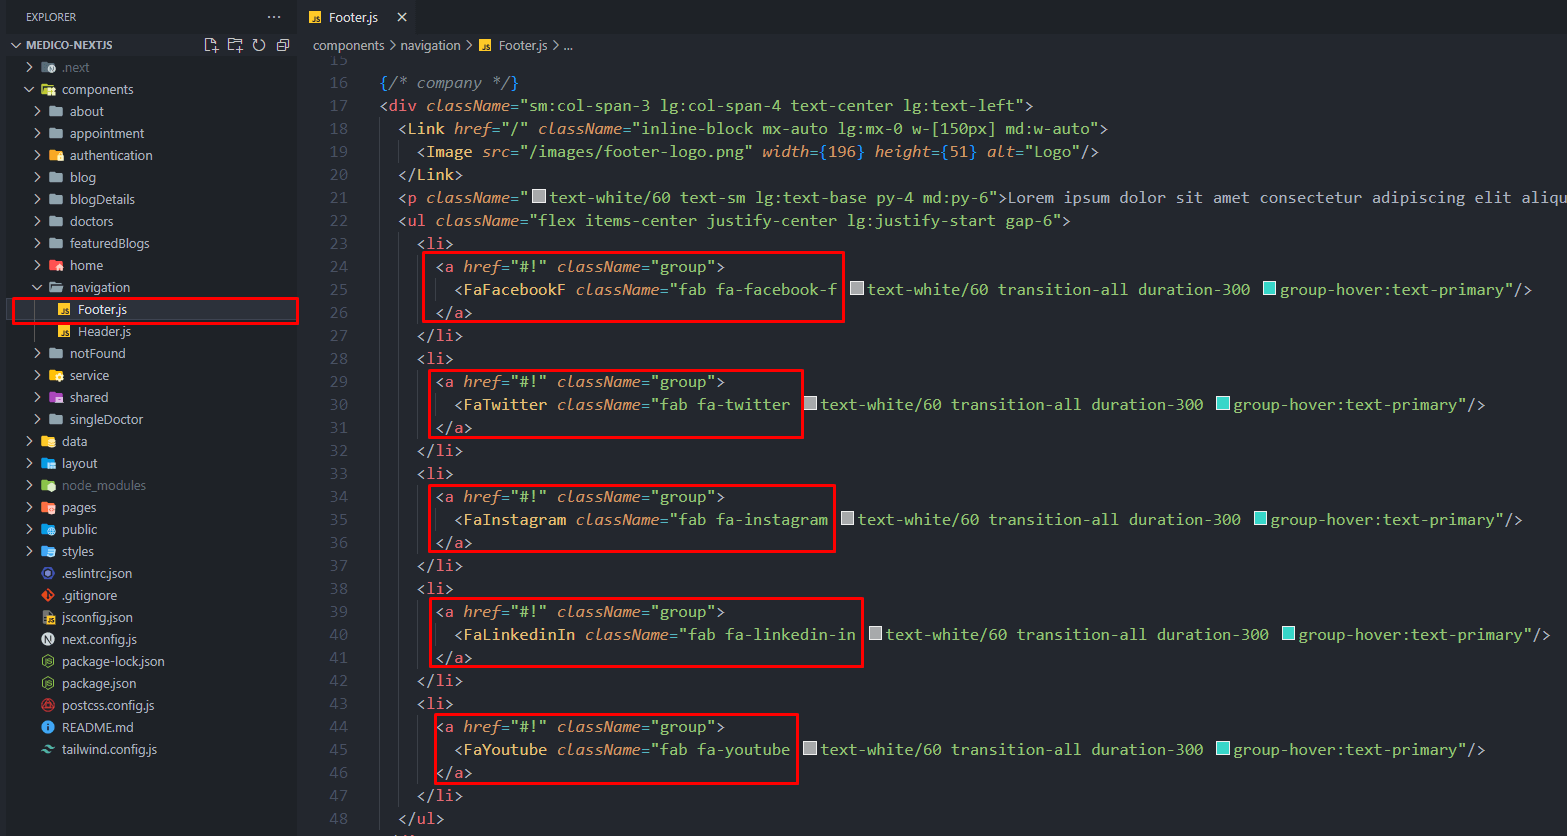 EXPLORER
···
MEDICO-NEXTJS
.next
components
about
appointment
authentication
blog
blogDetails
doctors
featuredBlogs
home
navigation
JS Footer.js
JS Header.js
notFound
service
shared
singleDoctor
data
layout
node_modules
pages
public
styles
.eslintrc.json
.gitignore
jsconfig.json
next.config.js
package-lock.json
package.json
postcss.config.js
README.md
tailwind.config.js
JS Footer.js ×
components > navigation > JS Footer.js > ...
15
16 {/* company */}
17 <div className="sm:col-span-3 lg:col-span-4 text-center lg:text-left">
18 <Link href="/" className="inline-block mx-auto lg:mx-0 w-[150px] md:w-auto">
19 <Image src="/images/footer-logo.png" width={196} height={51} alt="Logo"/>
20 </Link>
21 <p className="text-white/60 text-sm lg:text-base py-4 md:py-6">Lorem ipsum dolor sit amet consectetur adipiscing elit aliqu
22 <ul className="flex items-center justify-center lg:justify-start gap-6">
23 <li>
24 <a href="#!" className="group">
25 <FaFacebookF className="fab fa-facebook-f text-white/60 transition-all duration-300 group-hover:text-primary"/>
26 </a>
27 </li>
28 <li>
29 <a href="#!" className="group">
30 <FaTwitter className="fab fa-twitter text-white/60 transition-all duration-300 group-hover:text-primary"/>
31 </a>
32 </li>
33 <li>
34 <a href="#!" className="group">
35 <FaInstagram className="fab fa-instagram text-white/60 transition-all duration-300 group-hover:text-primary"/>
36 </a>
37 </li>
38 <li>
39 <a href="#!" className="group">
40 <FaLinkedinIn className="fab fa-linkedin-in text-white/60 transition-all duration-300 group-hover:text-primary"/>
41 </a>
42 </li>
43 <li>
44 <a href="#!" className="group">
45 <FaYoutube className="fab fa-youtube text-white/60 transition-all duration-300 group-hover:text-primary"/>
46 </a>
47 </li>
48 </ul>